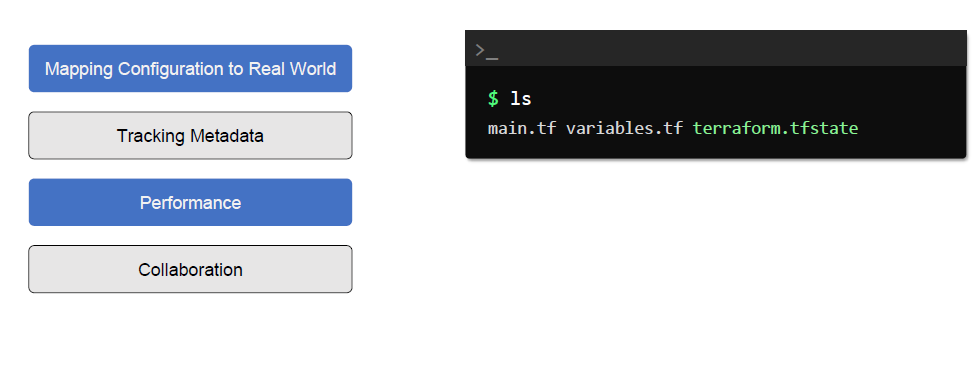 Mapping Configuration to Real World
Tracking Metadata
Performance
Collaboration
>_
$ ls
main.tf variables.tf terraform.tfstate